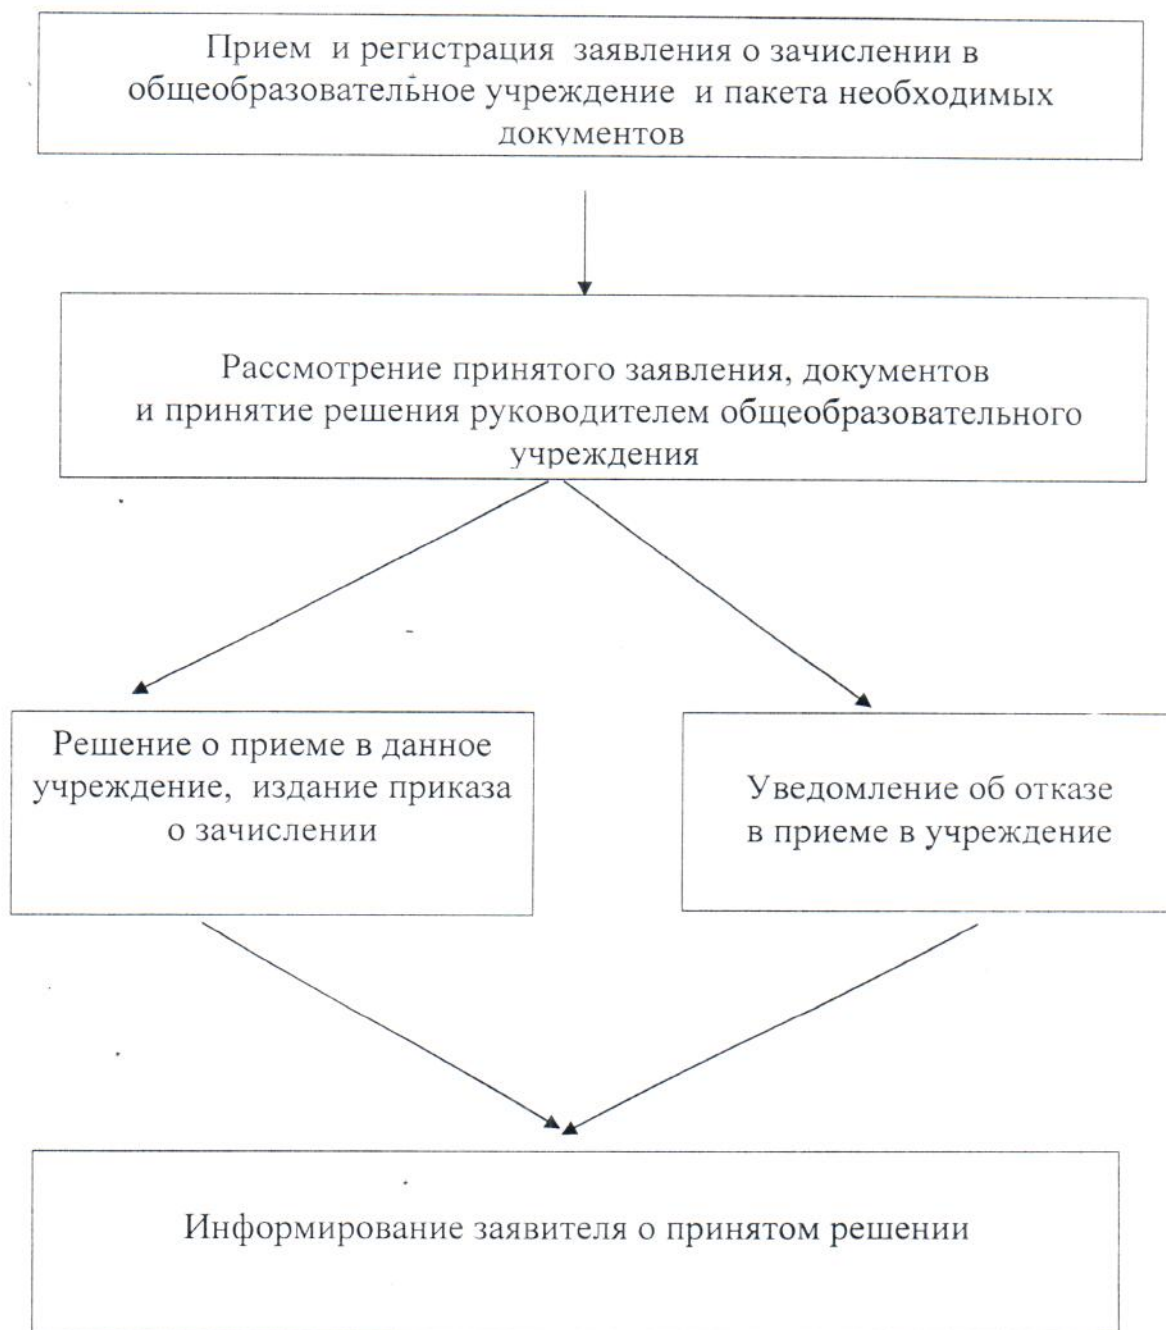 Прием и регистрация заявления о зачислении в
общеобразовательное учреждение и пакета необходимых
документов
Рассмотрение принятого заявления, документов
и принятие решения руководителем общеобразовательного
учреждения
Решение о приеме в данное
учреждение, издание приказа
о зачислении
Уведомление об отказе
в приеме в учреждение
Информирование заявителя о принятом решении